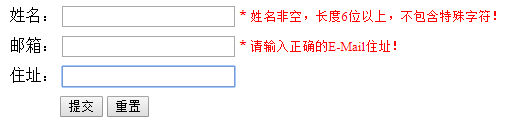 姓名： * 姓名非空，长度6位以上，不包含特殊字符！
邮箱： * 请输入正确的E-Mail住址！
住址：
提交 重置